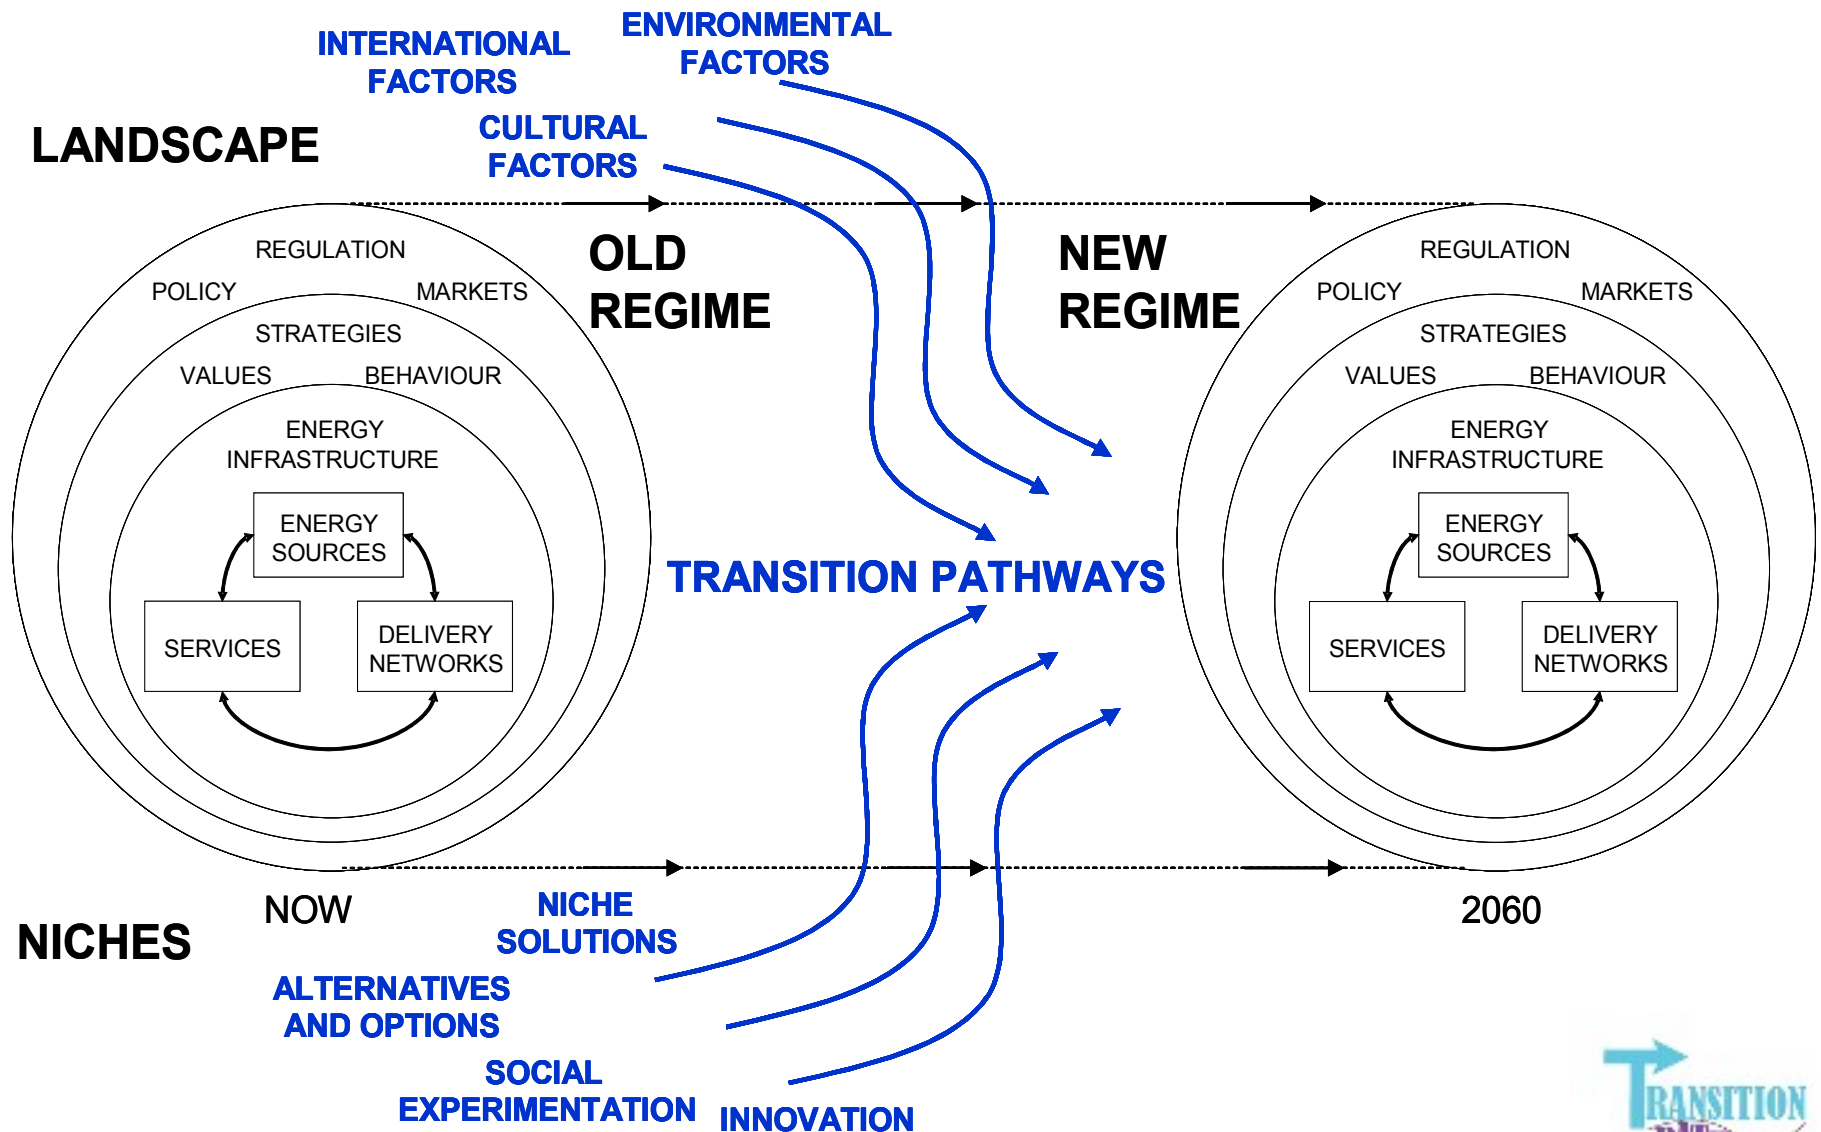 ENVIRONMENTAL
FACTORS
INTERNATIONAL
FACTORS
CULTURAL
FACTORS
LANDSCAPE
OLD
REGIME
NEW
REGIME
REGULATION
POLICY
MARKETS
STRATEGIES
VALUES
BEHAVIOUR
ENERGY
INFRASTRUCTURE
ENERGY
SOURCES
SERVICES
DELIVERY
NETWORKS
TRANSITION PATHWAYS
REGULATION
POLICY
MARKETS
STRATEGIES
VALUES
BEHAVIOUR
ENERGY
INFRASTRUCTURE
ENERGY
SOURCES
SERVICES
DELIVERY
NETWORKS
NOW
2060
NICHES
NICHE
SOLUTIONS
ALTERNATIVES
AND OPTIONS
SOCIAL
EXPERIMENTATION
INNOVATION
TRANSITION